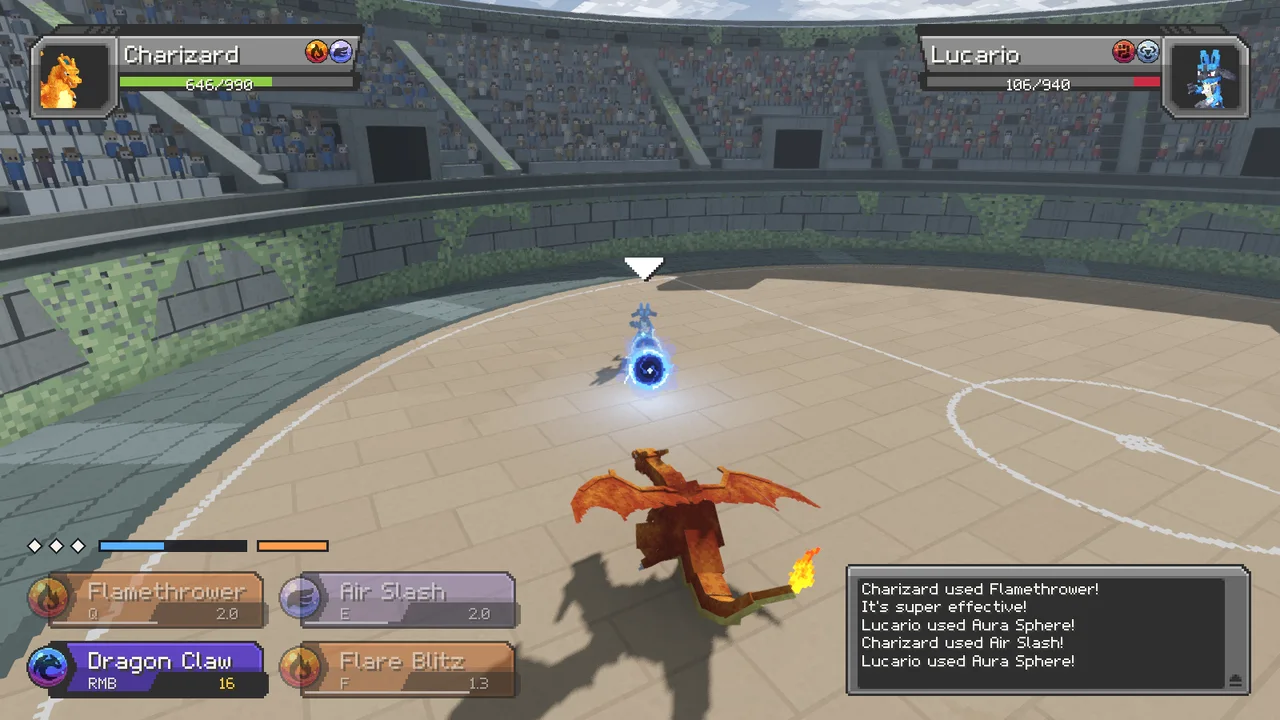 Charizard
646/990
Lucario
106/940
Flamethrower
Q 2.0
Air Slash
E 2.0
Dragon Claw
RMB 16
Flare Blitz
F 1.3
Charizard used Flamethrower!
It's super effective!
Lucario used Aura Sphere!
Charizard used Air Slash!
Lucario used Aura Sphere!